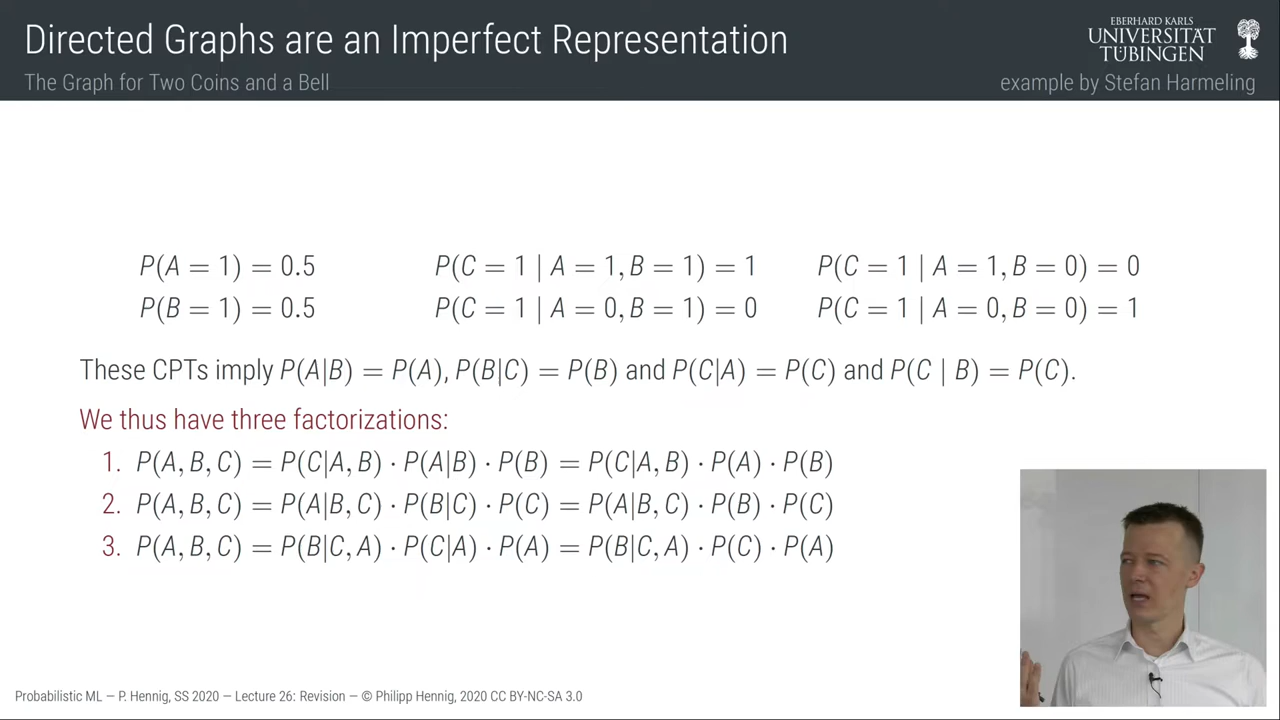 Directed Graphs are an Imperfect Representation
The Graph for Two Coins and a Bell
EBERHARD KARLS
UNIVERSITÄT
TÜBINGEN
example by Stefan Harmeling
P(A = 1) = 0.5 P(C = 1 | A = 1, B = 1) = 1 P(C = 1 | A = 1, B = 0) = 0
P(B = 1) = 0.5 P(C = 1 | A = 0, B = 1) = 0 P(C = 1 | A = 0, B = 0) = 1
These CPTs imply P(A|B) = P(A), P(B|C) = P(B) and P(C|A) = P(C) and P(C | B) = P(C).
We thus have three factorizations:
1. P(A, B, C) = P(C|A, B) · P(A|B) · P(B) = P(C|A, B) · P(A) · P(B)
2. P(A, B, C) = P(A|B, C) · P(B|C) · P(C) = P(A|B, C) · P(B) · P(C)
3. P(A, B, C) = P(B|C, A) · P(C|A) · P(A) = P(B|C, A) · P(C) · P(A)
Probabilistic ML — P. Hennig, SS 2020 — Lecture 26: Revision — © Philipp Hennig, 2020 CC BY-NC-SA 3.0